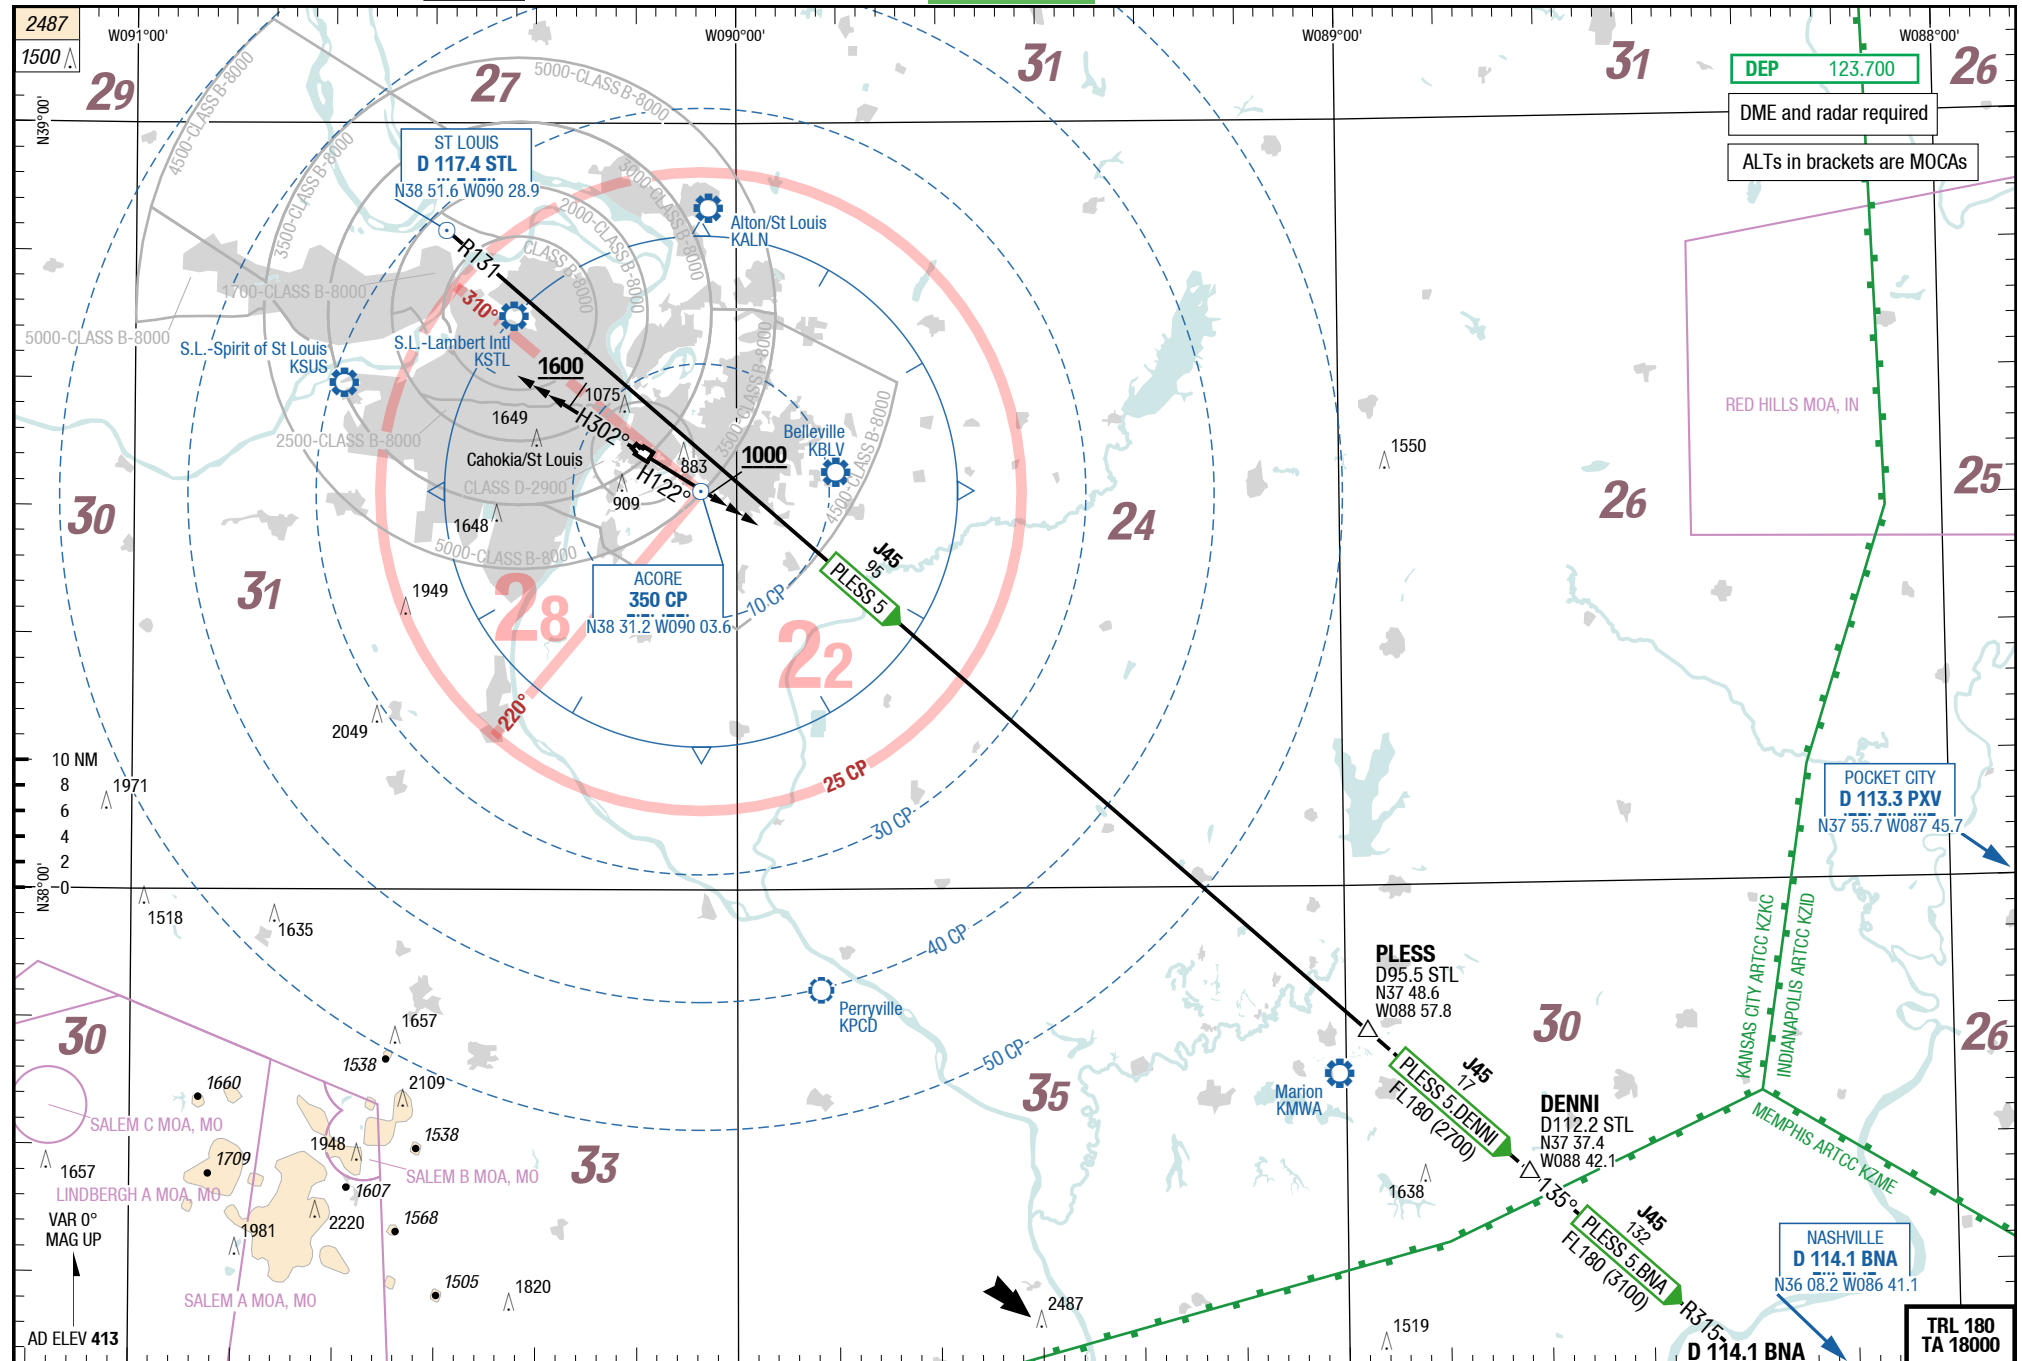 2487
1500
W091°00'
W090°00'
W089°00'
W088°00'
29
27
31
31
26
DEP 123.700
DME and radar required
ALTs in brackets are MOCAs
N39°00'
4500-CLASS B-8000
5000-CLASS B-8000
3500-CLASS B-8000
3000-CLASS B-8000
2000-CLASS B-8000
CLASS B-8000
1700-CLASS B-8000
5000-CLASS B-8000
ST LOUIS
D 117.4 STL
N38 51.6 W090 28.9
Alton/St Louis
KALN
R131
310°
S.L.-Lambert Intl
KSTL
S.L.-Spirit of St Louis
KSUS
1600
1075
1649
H302°
2500-CLASS B-8000
Cahokia/St Louis
CLASS D-2900
883
1000
H122°
909
1648
5000-CLASS B-8000
3500-CLASS B-8000
4500-CLASS B-8000
Belleville
KBLV
RED HILLS MOA, IN
1550
30
24
26
25
31
1949
28
22
ACORE
350 CP
N38 31.2 W090 03.6
10 CP
J45
95
PLESS 5
220°
2049
25 CP
30 CP
40 CP
50 CP
10 NM
8
6
4
2
0
N38°00'
1971
1518
1635
POCKET CITY
D 113.3 PXV
N37 55.7 W087 45.7
KANSAS CITY ARTCC KZKC
INDIANAPOLIS ARTCC KZID
MEMPHIS ARTCC KZME
PLESS
D95.5 STL
N37 48.6
W088 57.8
Perryville
KPCD
Marion
KMWA
30
35
30
26
33
J45
17
PLESS 5.DENNI
FL180 (2700)
DENNI
D112.2 STL
N37 37.4
W088 42.1
135°
J45
132
PLESS 5.BNA
FL180 (3100)
R315
D 114.1 BNA
NASHVILLE
D 114.1 BNA
N36 08.2 W086 41.1
1657
1538
1660
2109
SALEM C MOA, MO
1948
1538
1709
SALEM B MOA, MO
1657
LINDBERGH A MOA, MO
1607
2220
1568
1981
1505
1820
SALEM A MOA, MO
VAR 0°
MAG UP
AD ELEV 413
1638
2487
1519
TRL 180
TA 18000